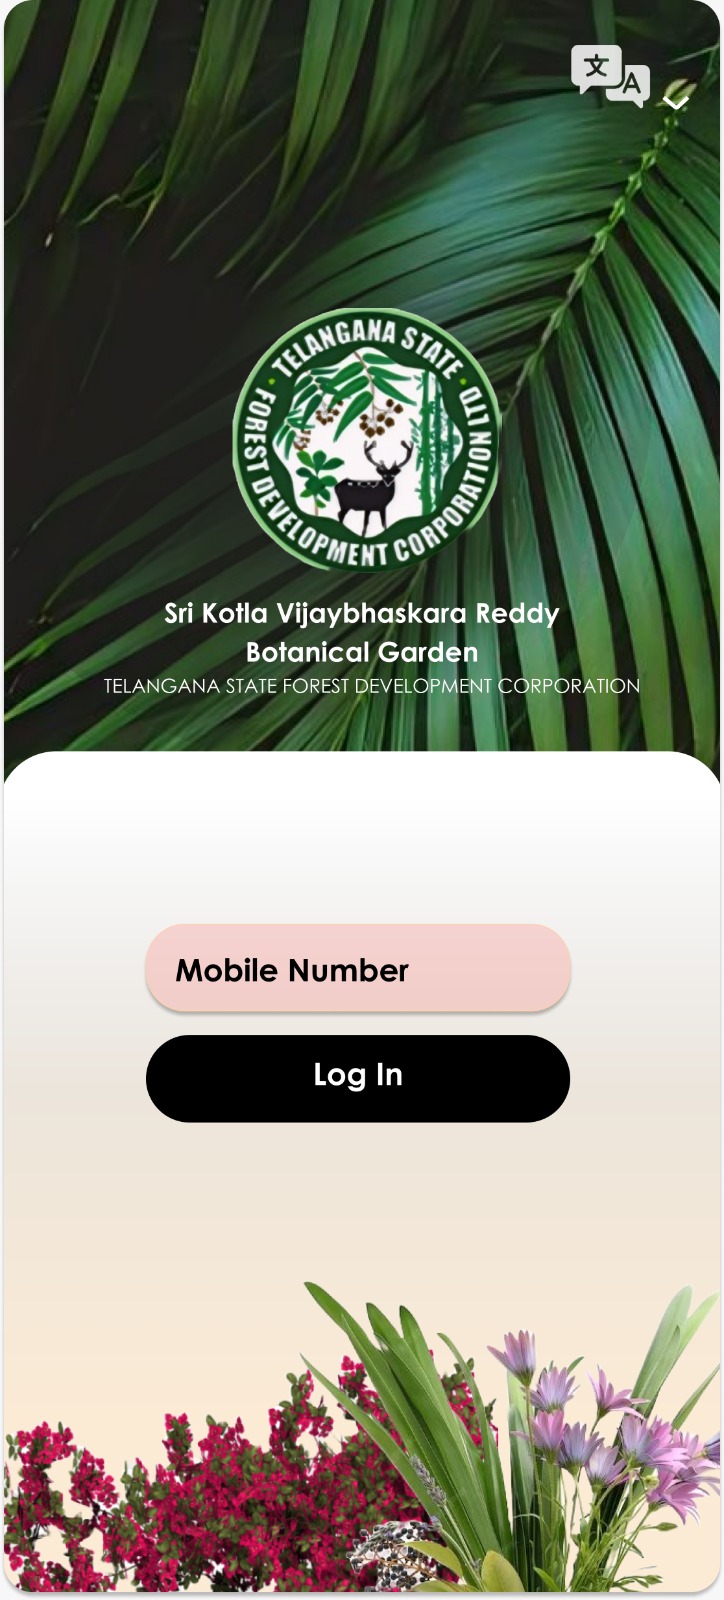 文
A
TELANGANA STATE
FOREST DEVELOPMENT CORPORATION LTD
Sri Kotla Vijaybhaskara Reddy
Botanical Garden
TELANGANA STATE FOREST DEVELOPMENT CORPORATION
Mobile Number
Log In